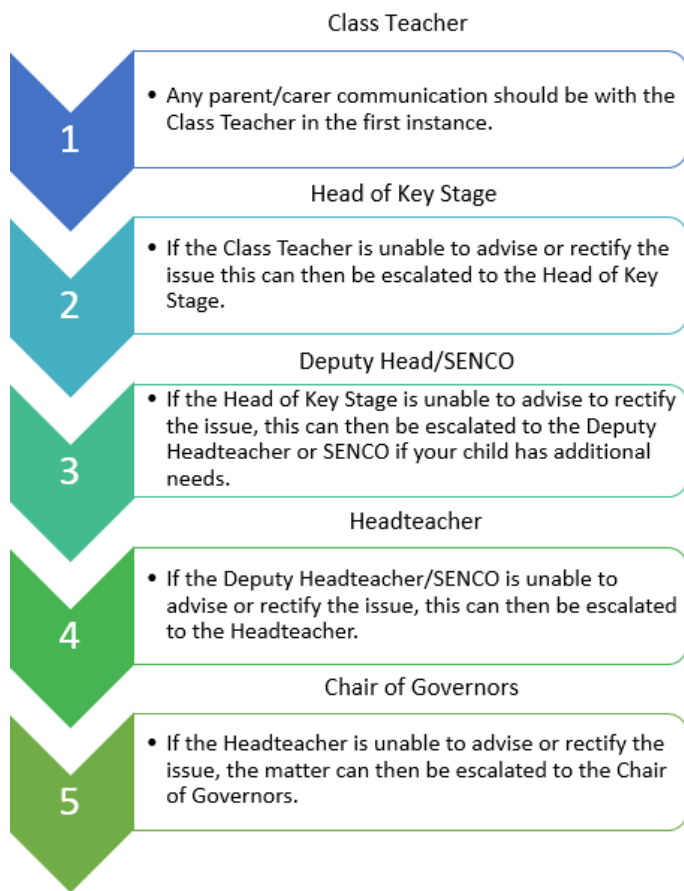 Class Teacher
1
• Any parent/carer communication should be with the
Class Teacher in the first instance.
Head of Key Stage
2
• If the Class Teacher is unable to advise or rectify the
issue this can then be escalated to the Head of Key
Stage.
Deputy Head/SENCO
3
• If the Head of Key Stage is unable to advise to rectify
the issue, this can then be escalated to the Deputy
Headteacher or SENCO if your child has additional
needs.
Headteacher
4
• If the Deputy Headteacher/SENCO is unable to
advise or rectify the issue, this can then be escalated
to the Headteacher.
Chair of Governors
5
• If the Headteacher is unable to advise or rectify the
issue, the matter can then be escalated to the Chair
of Governors.